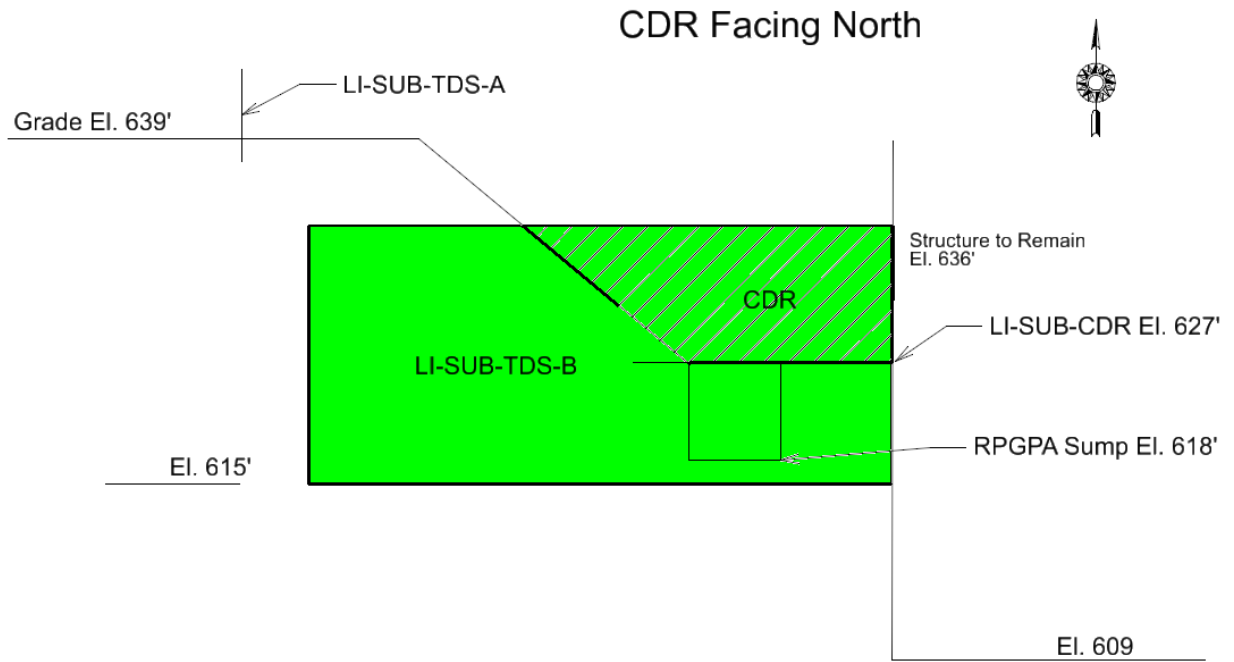 CDR Facing North
LI-SUB-TDS-A
Grade El. 639'
Structure to Remain
El. 636'
CDR
LI-SUB-CDR El. 627'
LI-SUB-TDS-B
RPGPA Sump El. 618'
El. 615'
El. 609